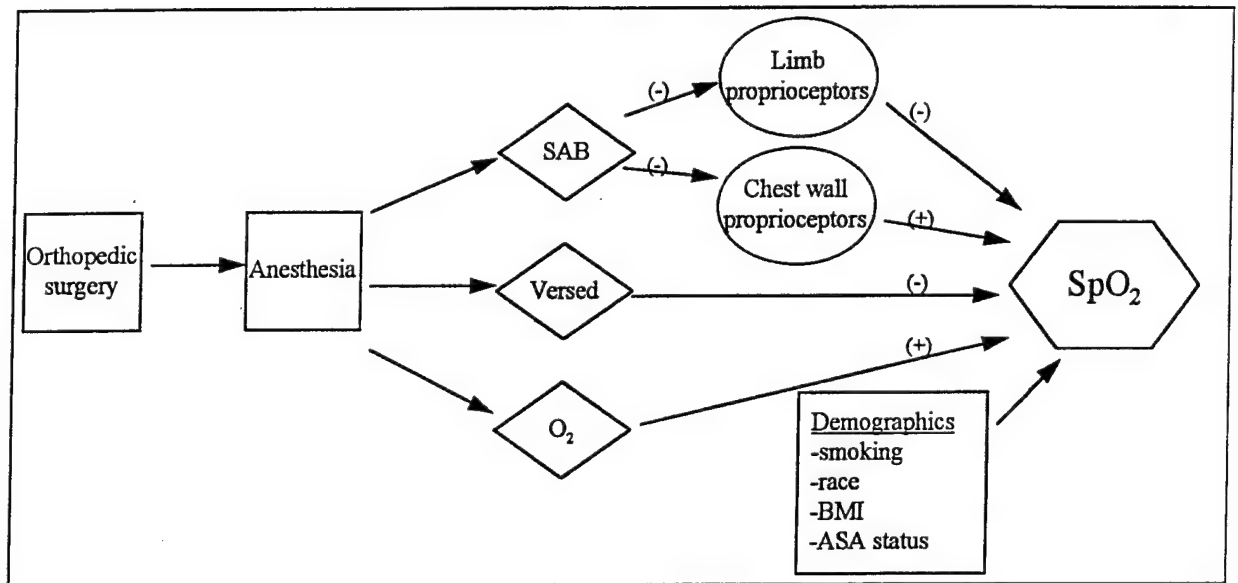 Orthopedic
surgery
Anesthesia
SAB
Versed
O₂
(-)
(-)
Limb
proprioceptors
Chest wall
proprioceptors
(-)
(+)
(-)
(+)
SpO₂
Demographics
-smoking
-race
-BMI
-ASA status